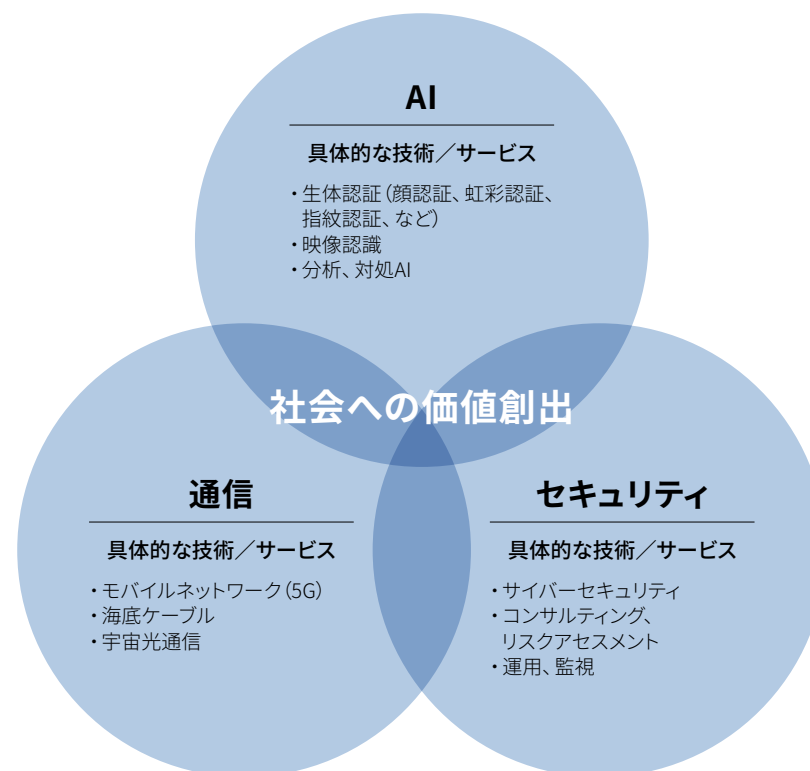 AI
具体的な技術／サービス
・生体認証（顔認証、虹彩認証、
指紋認証、など）
・映像認識
・分析、対処AI
社会への価値創出
通信
具体的な技術／サービス
・モバイルネットワーク（5G）
・海底ケーブル
・宇宙光通信
セキュリティ
具体的な技術／サービス
・サイバーセキュリティ
・コンサルティング、
リスクアセスメント
・運用、監視